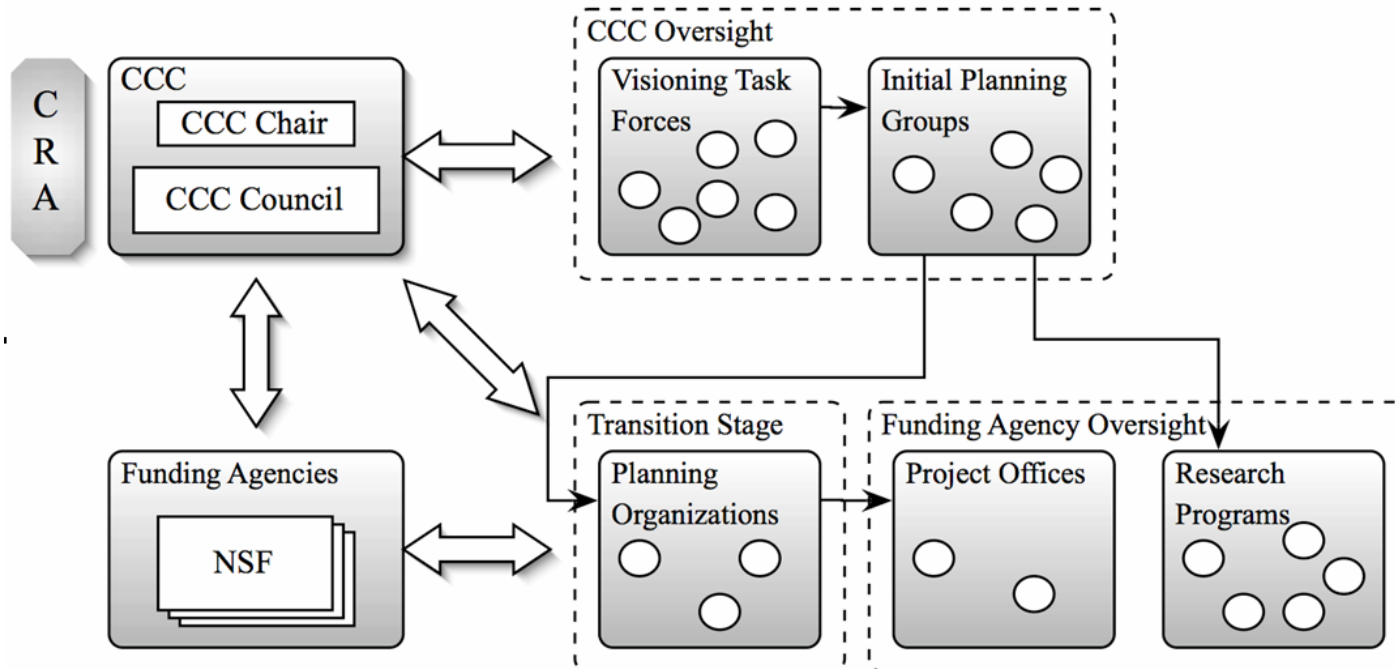 C
R
A
CCC
CCC Chair
CCC Council
CCC Oversight
Visioning Task
Forces
Initial Planning
Groups
Funding Agencies
NSF
Transition Stage
Planning
Organizations
Funding Agency Oversight
Project Offices
Research
Programs